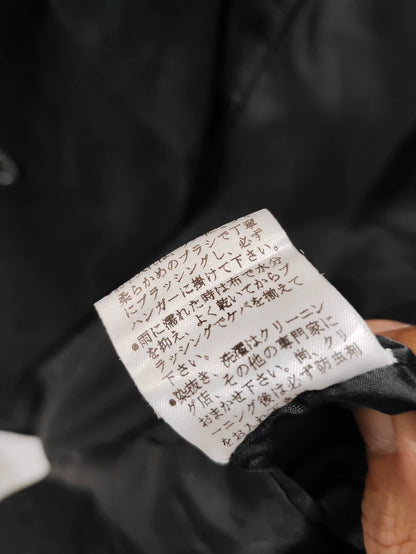 柔らかめのブラシで丁寧
にブラッシングし、必ず
ハンガーに掛けて下さい。
●雨に濡れた時は布で水分
を抑え、よく乾いてからブ
ラッシングでケバを揃えて
下さい。
●染抜き、洗濯はクリーニン
グ店、その他の専門家に
おまかせ下さい。尚、クリ
ーニング後は必ず防虫剤
をお入れ